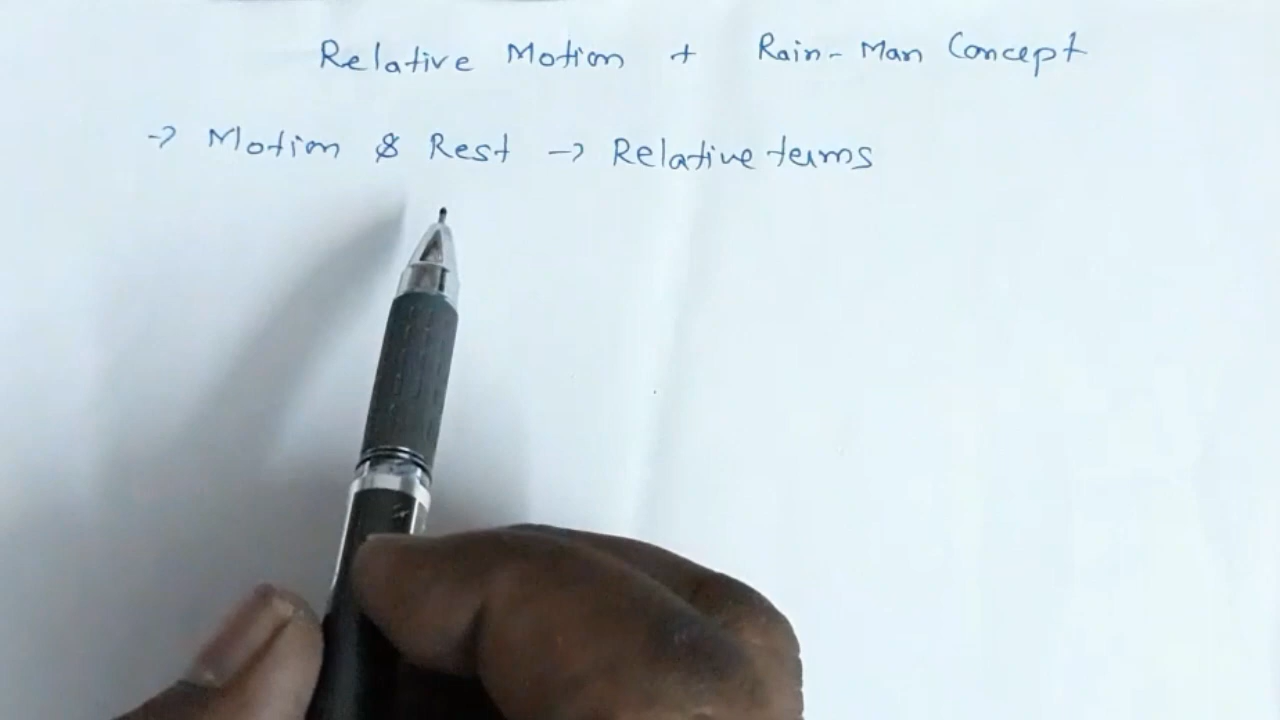 Relative Motion + Rain-Man Concept
→ Motion & Rest → Relative terms